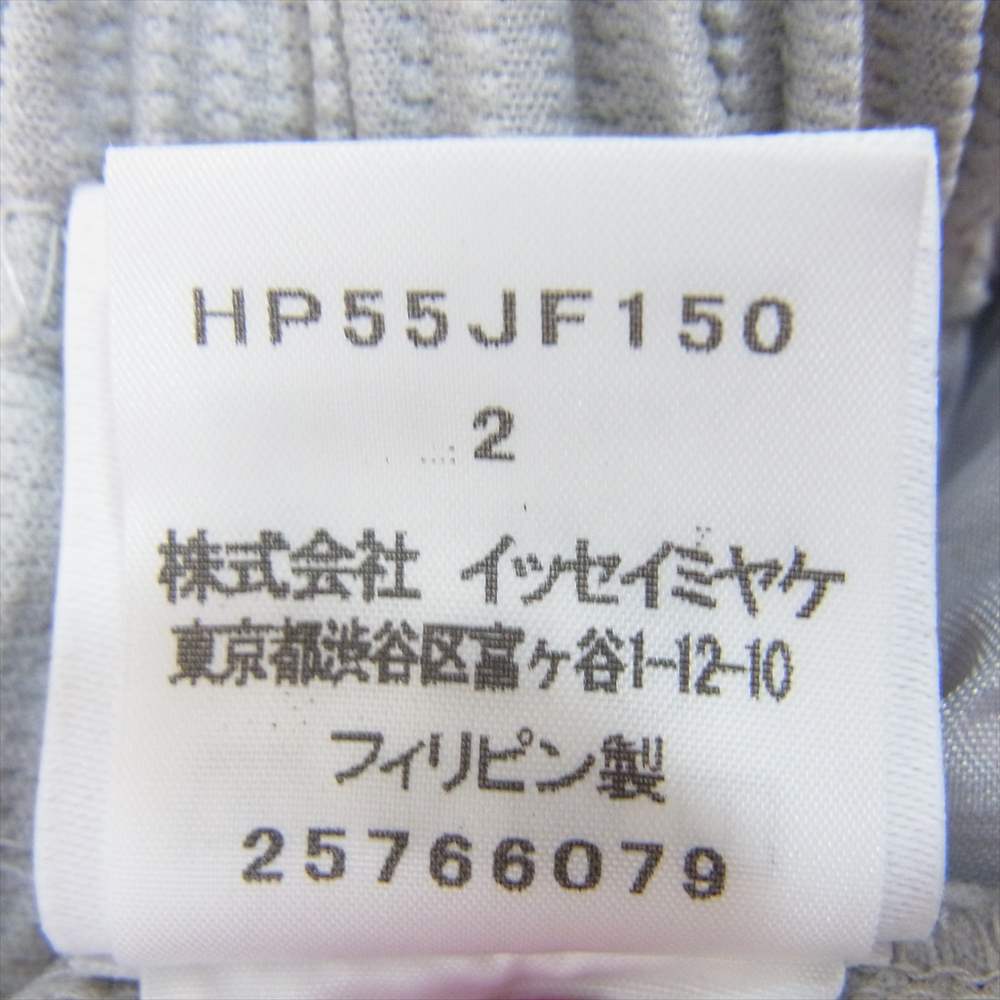 HP55JF150
2
株式会社 イッセイミヤケ
東京都渋谷区富ヶ谷1-12-10
フィリピン製
25766079